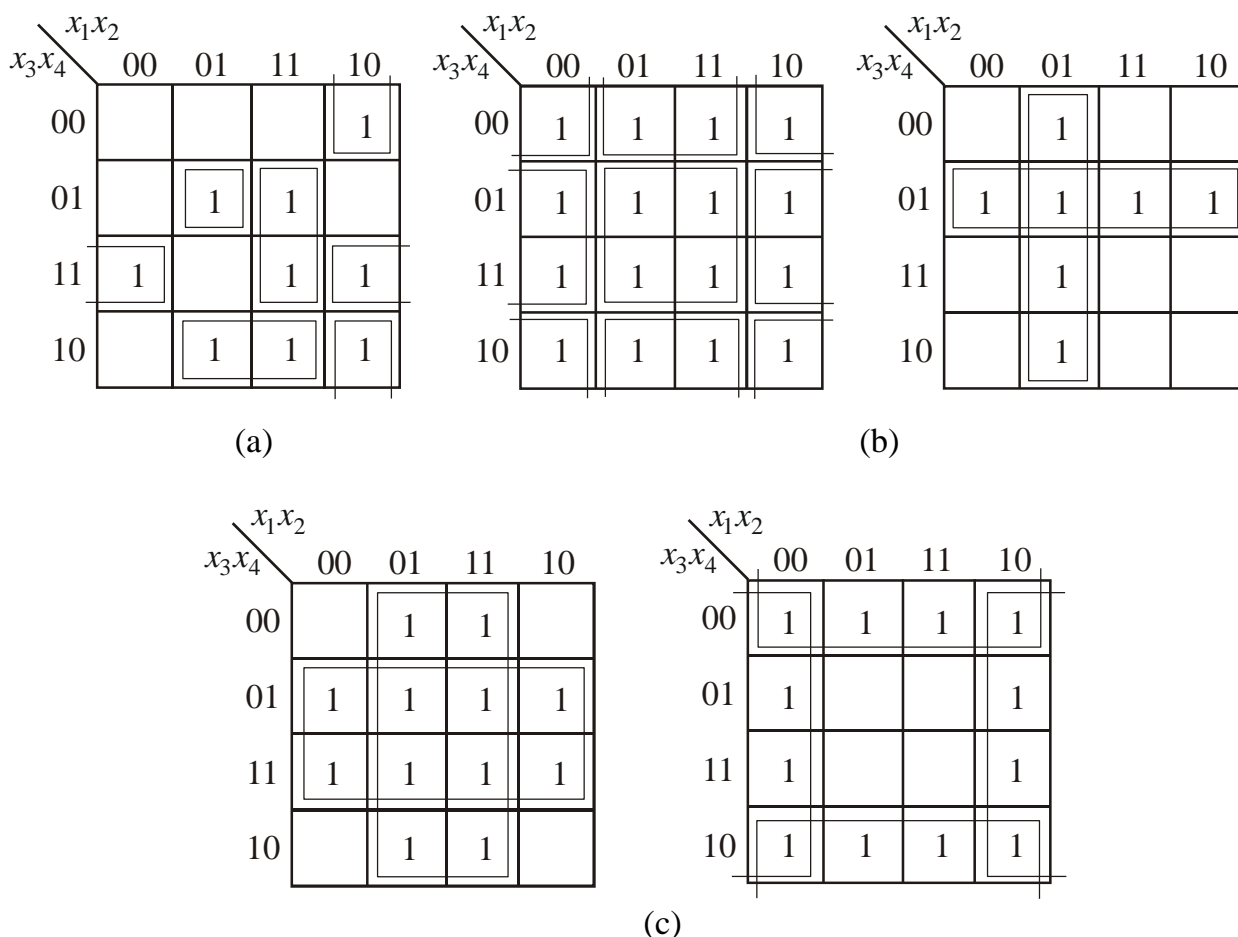 x1x2 x1x2 x1x2
x3x4 00 01 11 10 x3x4 00 01 11 10 x3x4 00 01 11 10
00 1 00 1 1 1 1 00 1
01 1 1 01 1 1 1 1 01 1 1 1 1
11 1 1 1 11 1 1 1 1 11 1
10 1 1 1 10 1 1 1 1 10 1
(a) (b)
x1x2 x1x2
x3x4 00 01 11 10 x3x4 00 01 11 10
00 1 1 00 1 1 1 1
01 1 1 1 1 01 1 1
11 1 1 1 1 11 1 1
10 1 1 10 1 1 1 1
(c)